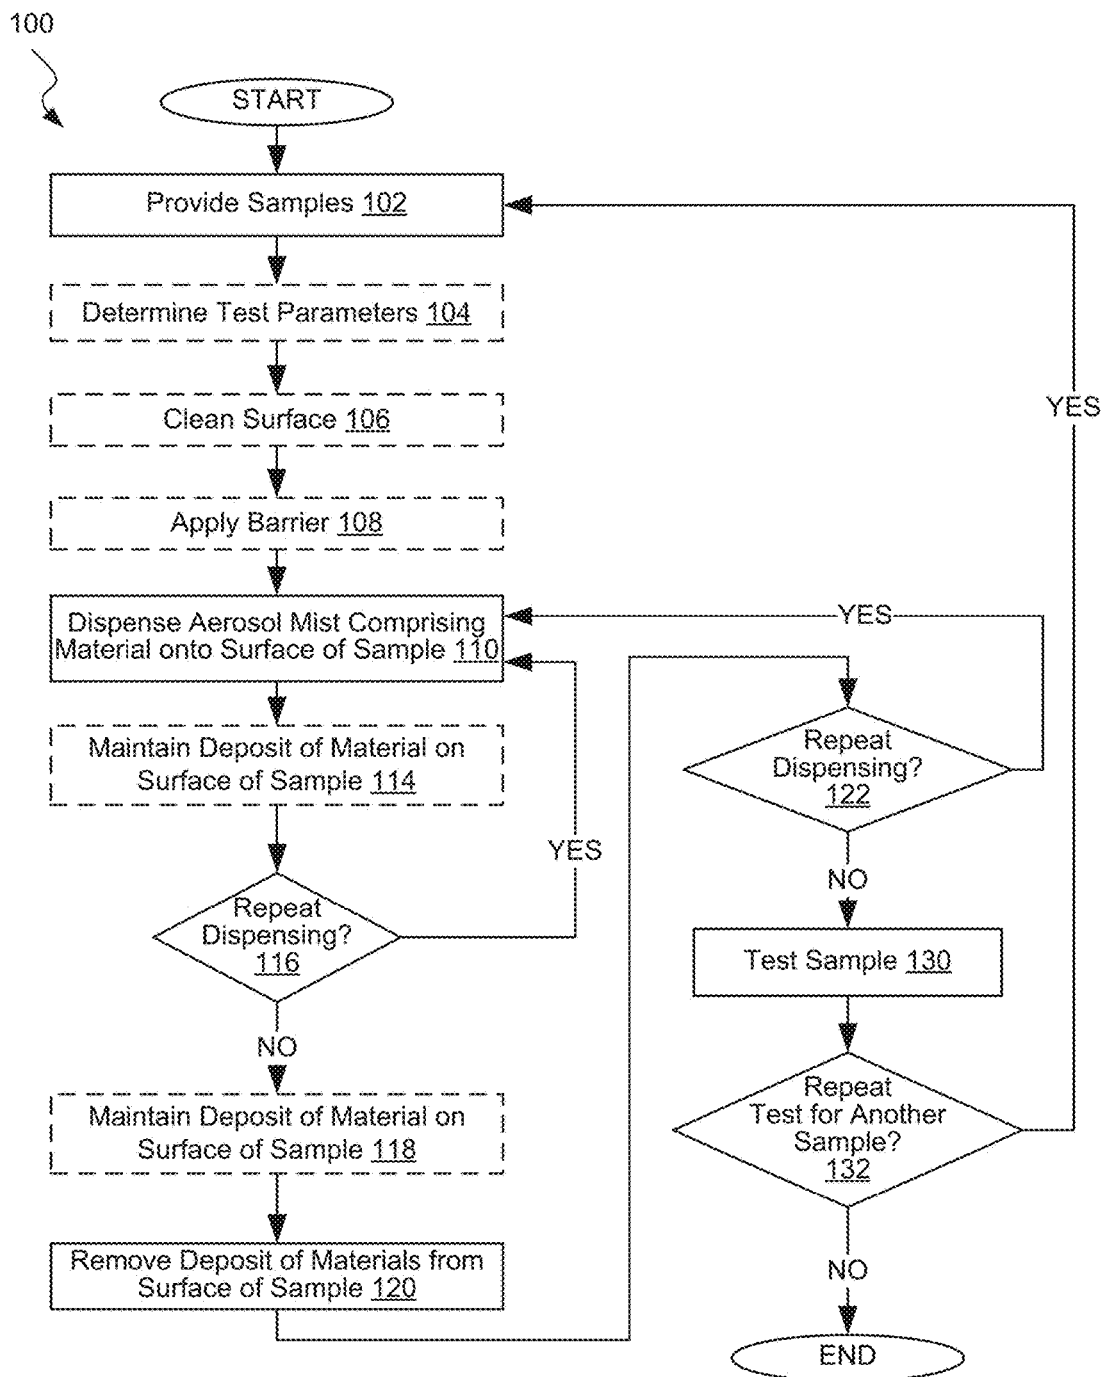 100
START
Provide Samples 102
Determine Test Parameters 104
Clean Surface 106
Apply Barrier 108
Dispense Aerosol Mist Comprising
Material onto Surface of Sample 110
Maintain Deposit of Material on
Surface of Sample 114
Repeat
Dispensing?
116
YES
NO
Maintain Deposit of Material on
Surface of Sample 118
Remove Deposit of Materials from
Surface of Sample 120
Repeat
Dispensing?
122
YES
NO
Test Sample 130
Repeat
Test for Another
Sample?
132
YES
NO
END